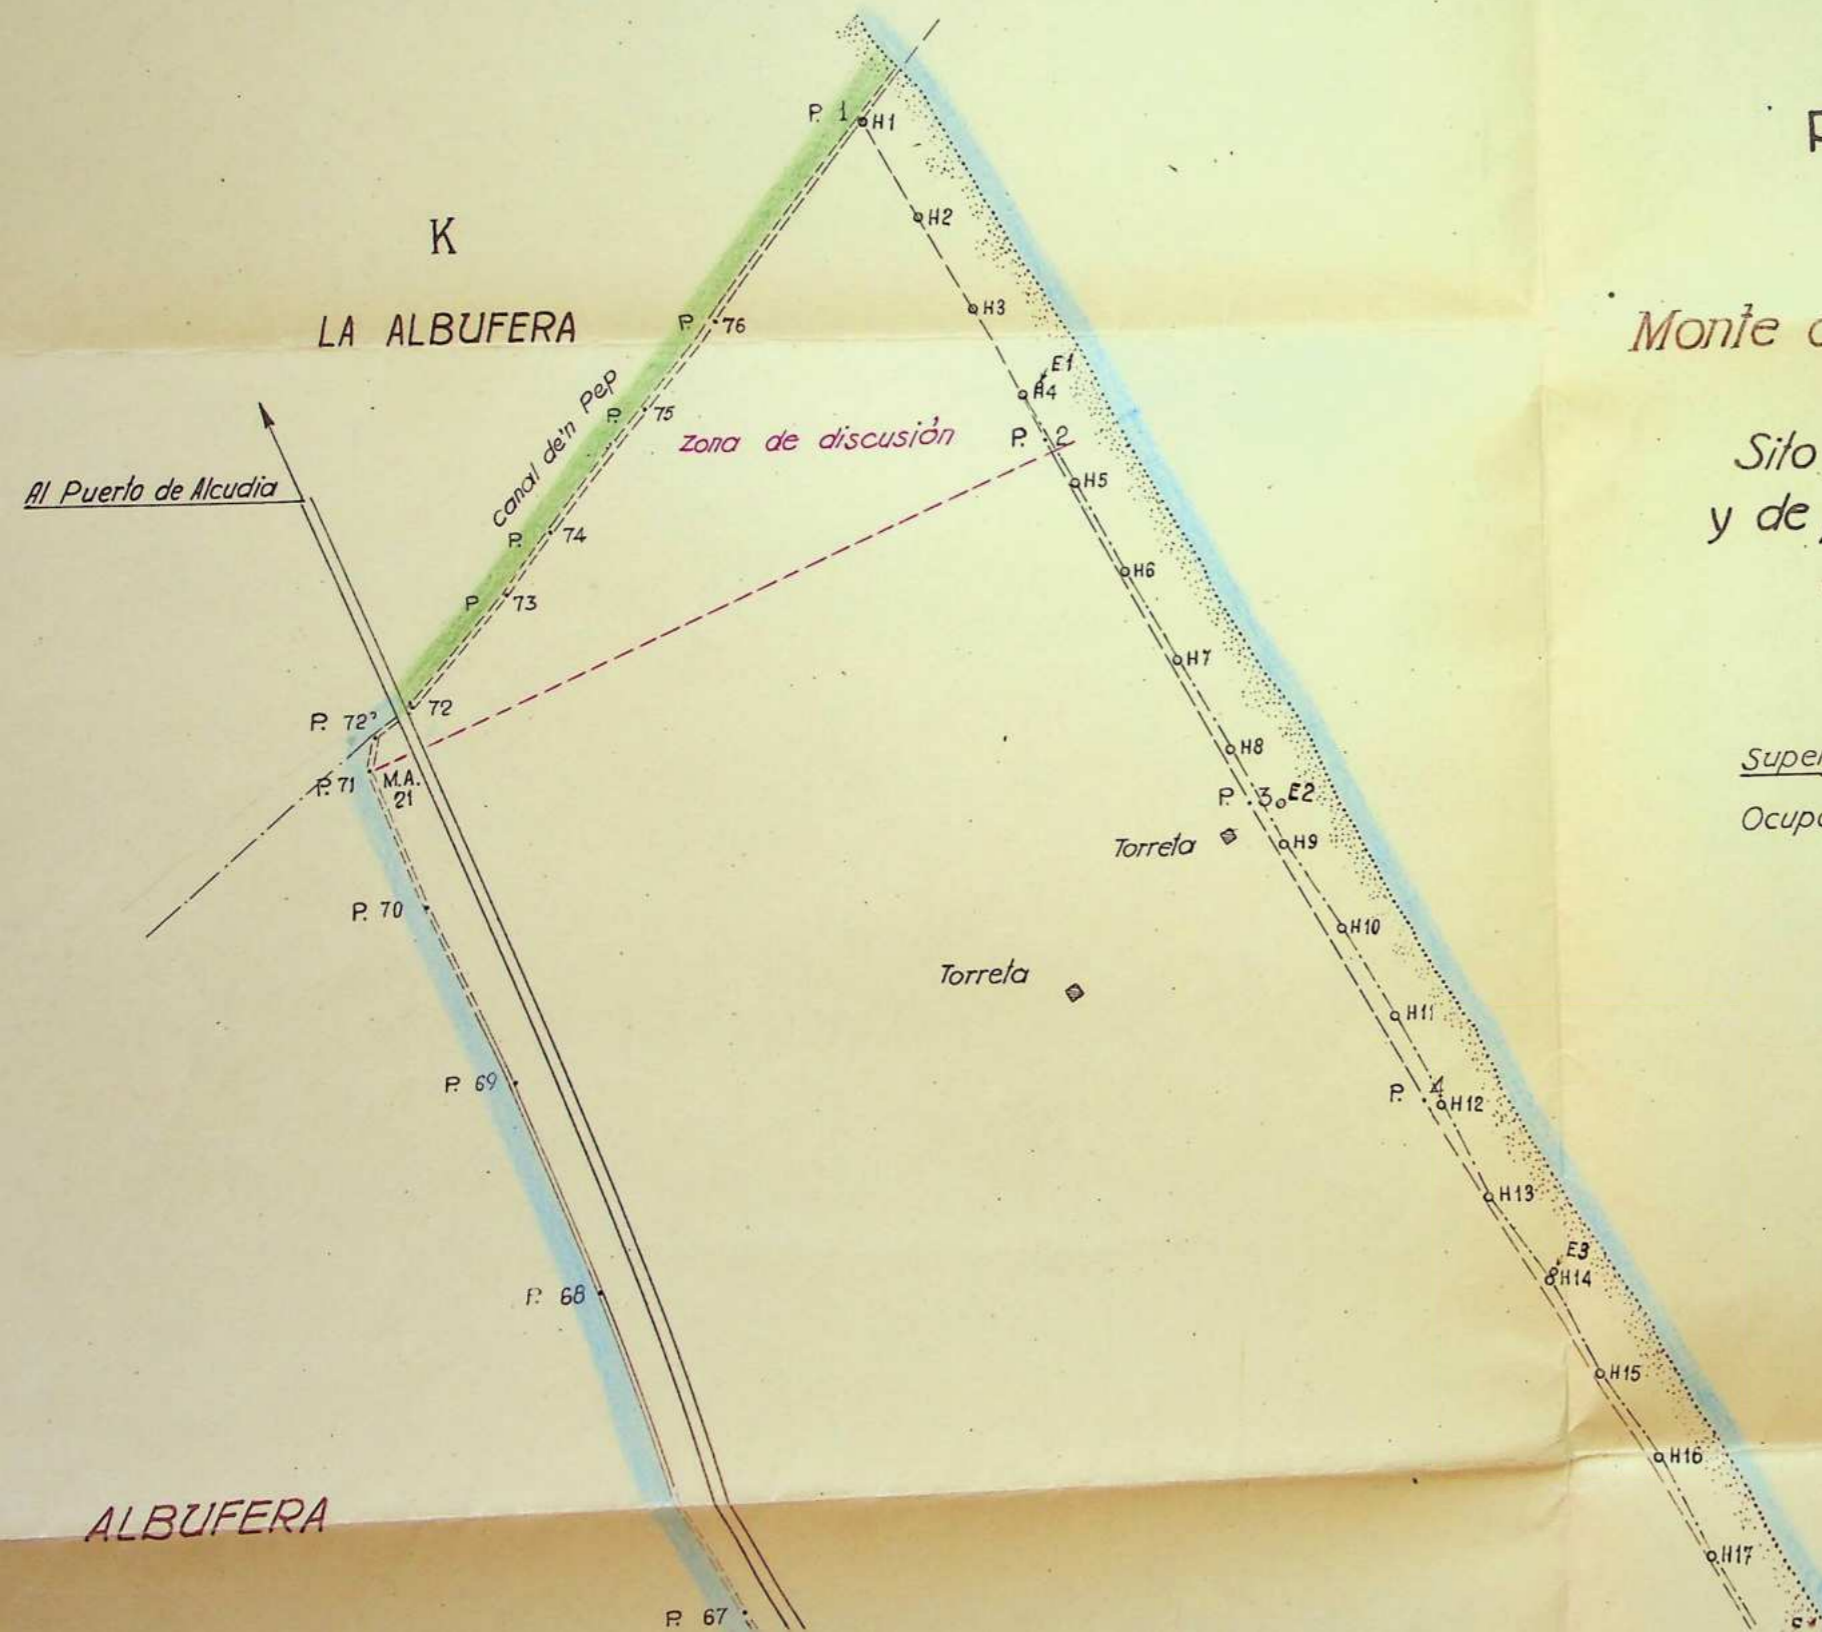 P. 1
H1
H2
K
LA ALBUFERA
H3
P. 76
Monte
E1
H4
canal de'n Pep
P. 75
zona de discusión
P. 2
Sito
y de
Al Puerto de Alcudia
H5
P. 74
H6
P. 73
H7
P. 72'
72
H8
P. 71
M.A.
21
P. 3
E2
Torreta
H9
P. 70
H10
Torreta
H11
P. 69
P. 4
H12
H13
E3
H14
P. 68
H15
H16
ALBUFERA
H17
P. 67